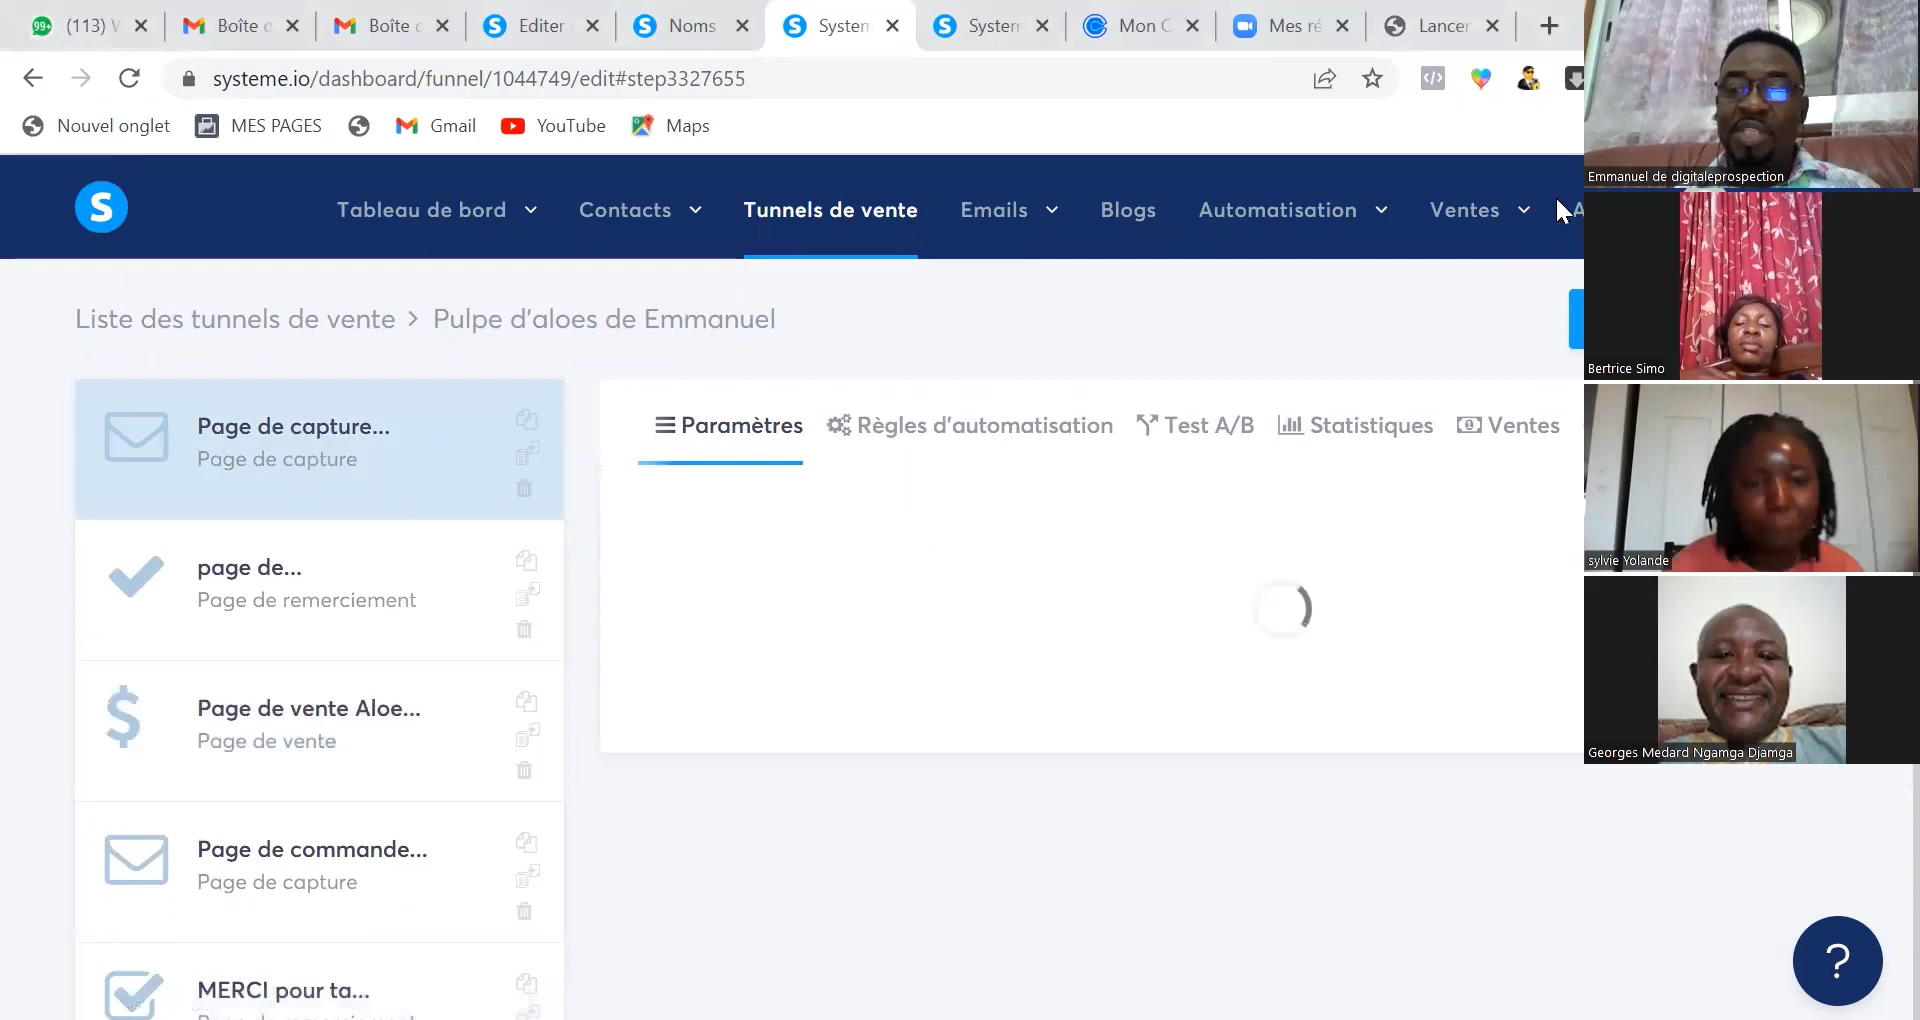 (113) W
Boîte d
Boîte d
Editer
Noms
System
System
Mon C
Mes ré
Lancer
systeme.io/dashboard/funnel/1044749/edit#step3327655
Nouvel onglet
MES PAGES
Gmail
YouTube
Maps
S
Tableau de bord
Contacts
Tunnels de vente
Emails
Blogs
Automatisation
Ventes
A
Liste des tunnels de vente > Pulpe d'aloes de Emmanuel
Page de capture...
Page de capture
page de...
Page de remerciement
Page de vente Aloe...
Page de vente
Page de commande...
Page de capture
MERCI pour ta...
Page de remerciement
Paramètres
Règles d'automatisation
Test A/B
Statistiques
Ventes
Emmanuel de digitaleprospection
Bertrice Simo
sylvie Yolande
Georges Medard Ngamga Djamga
?